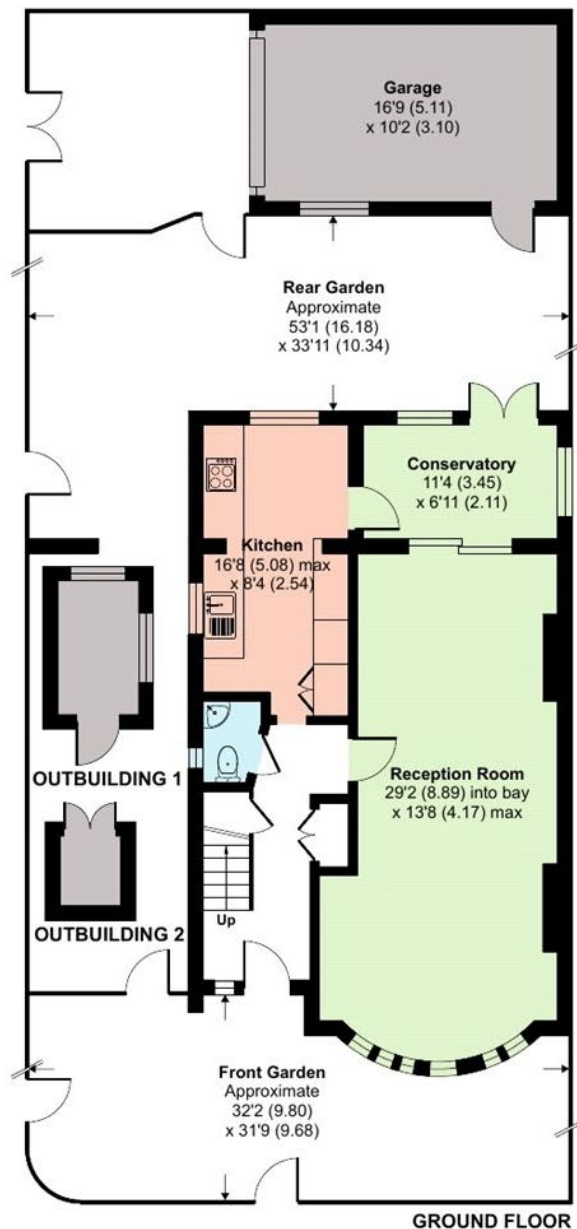 Garage
16'9 (5.11)
x 10'2 (3.10)
Rear Garden
Approximate
53'1 (16.18)
x 33'11 (10.34)
Conservatory
11'4 (3.45)
x 6'11 (2.11)
Kitchen
16'8 (5.08) max
x 8'4 (2.54)
OUTBUILDING 1
Reception Room
29'2 (8.89) into bay
x 13'8 (4.17) max
Up
OUTBUILDING 2
Front Garden
Approximate
32'2 (9.80)
x 31'9 (9.68)
GROUND FLOOR